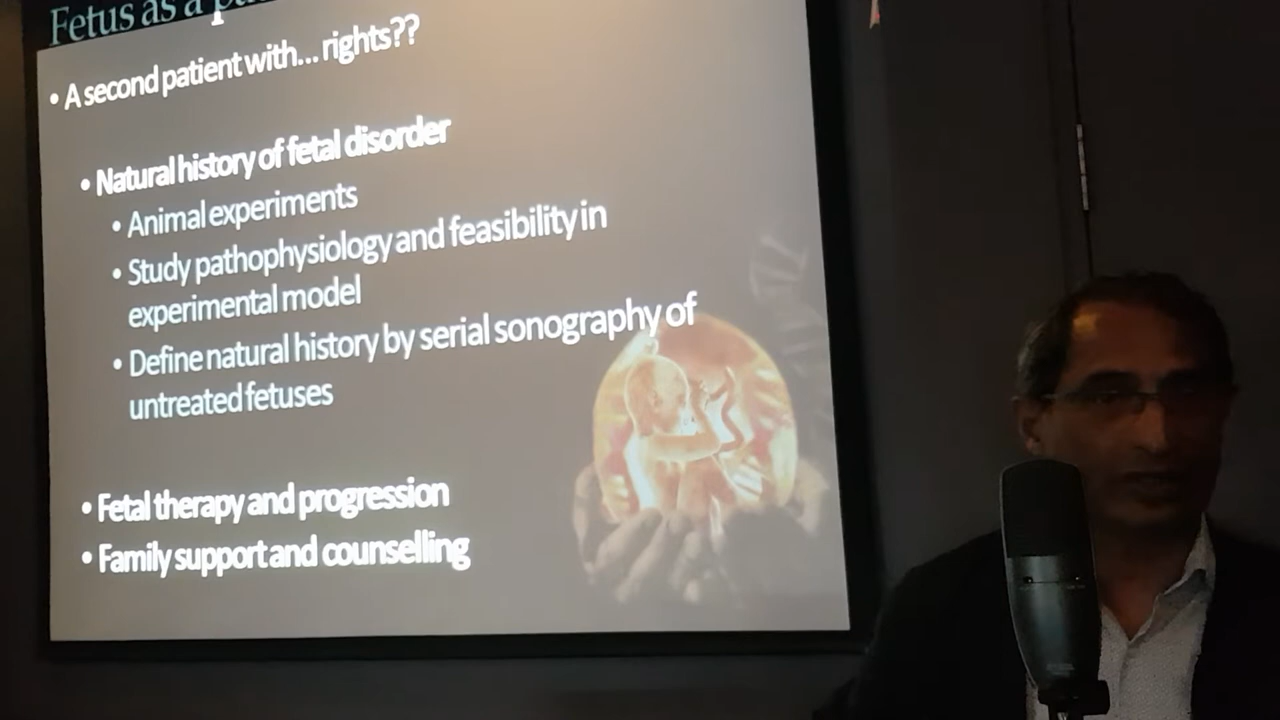 Fetus as a
• A second patient with... rights??
• Natural history of fetal disorder
• Animal experiments
• Study pathophysiology and feasibility in
experimental model
• Define natural history by serial sonography of
untreated fetuses
• Fetal therapy and progression
• Family support and counselling